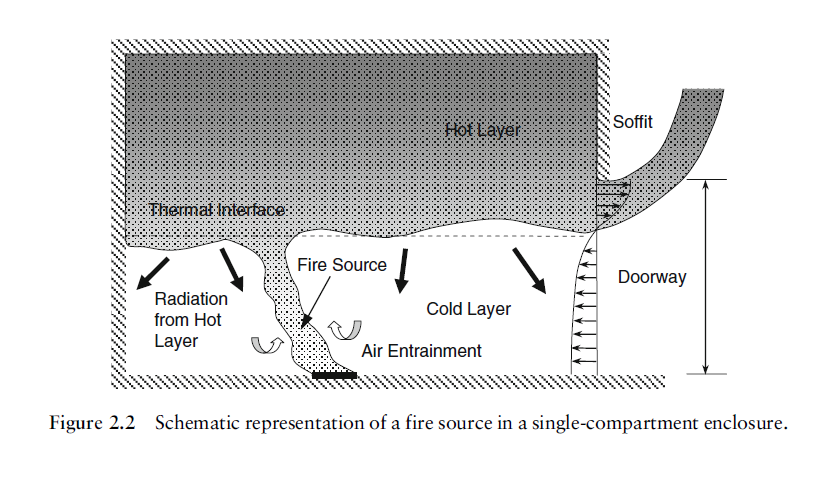 Hot Layer
Soffit
Thermal Interface
Fire Source
Doorway
Radiation
from Hot
Layer
Cold Layer
Air Entrainment
Figure 2.2 Schematic representation of a fire source in a single-compartment enclosure.